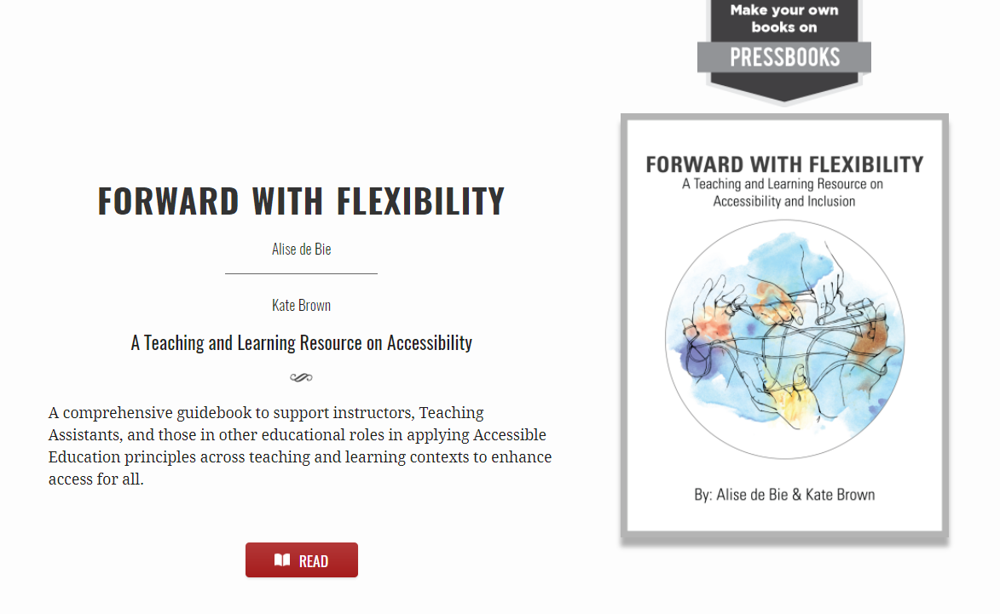 Make your own
books on
PRESSBOOKS
FORWARD WITH FLEXIBILITY
Alise de Bie
Kate Brown
A Teaching and Learning Resource on Accessibility
A comprehensive guidebook to support instructors, Teaching
Assistants, and those in other educational roles in applying Accessible
Education principles across teaching and learning contexts to enhance
access for all.
READ
FORWARD WITH FLEXIBILITY
A Teaching and Learning Resource on
Accessibility and Inclusion
By: Alise de Bie & Kate Brown